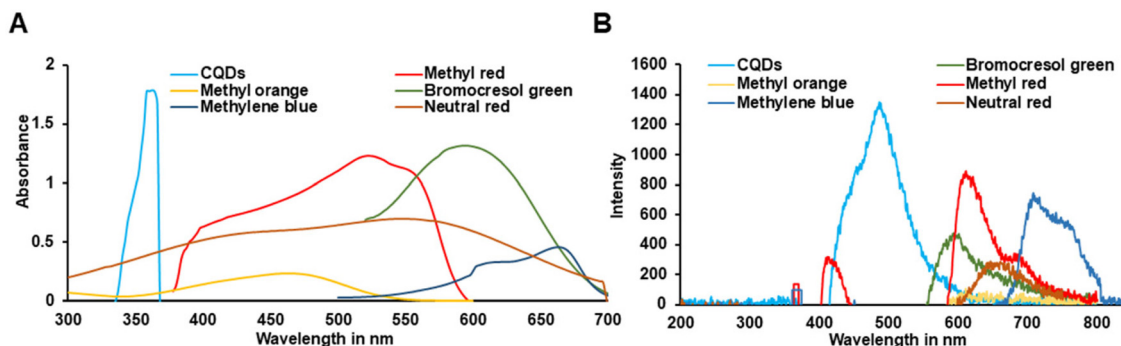 A
Absorbance
2
1.5
1
0.5
0
CQDs
Methyl red
Methyl orange
Bromocresol green
Methylene blue
Neutral red
300 350 400 450 500 550 600 650 700
Wavelength in nm
B
Intensity
1600
1400
1200
1000
800
600
400
200
0
CQDs
Bromocresol green
Methyl orange
Methyl red
Methylene blue
Neutral red
200 300 400 500 600 700 800
Wavelength in nm